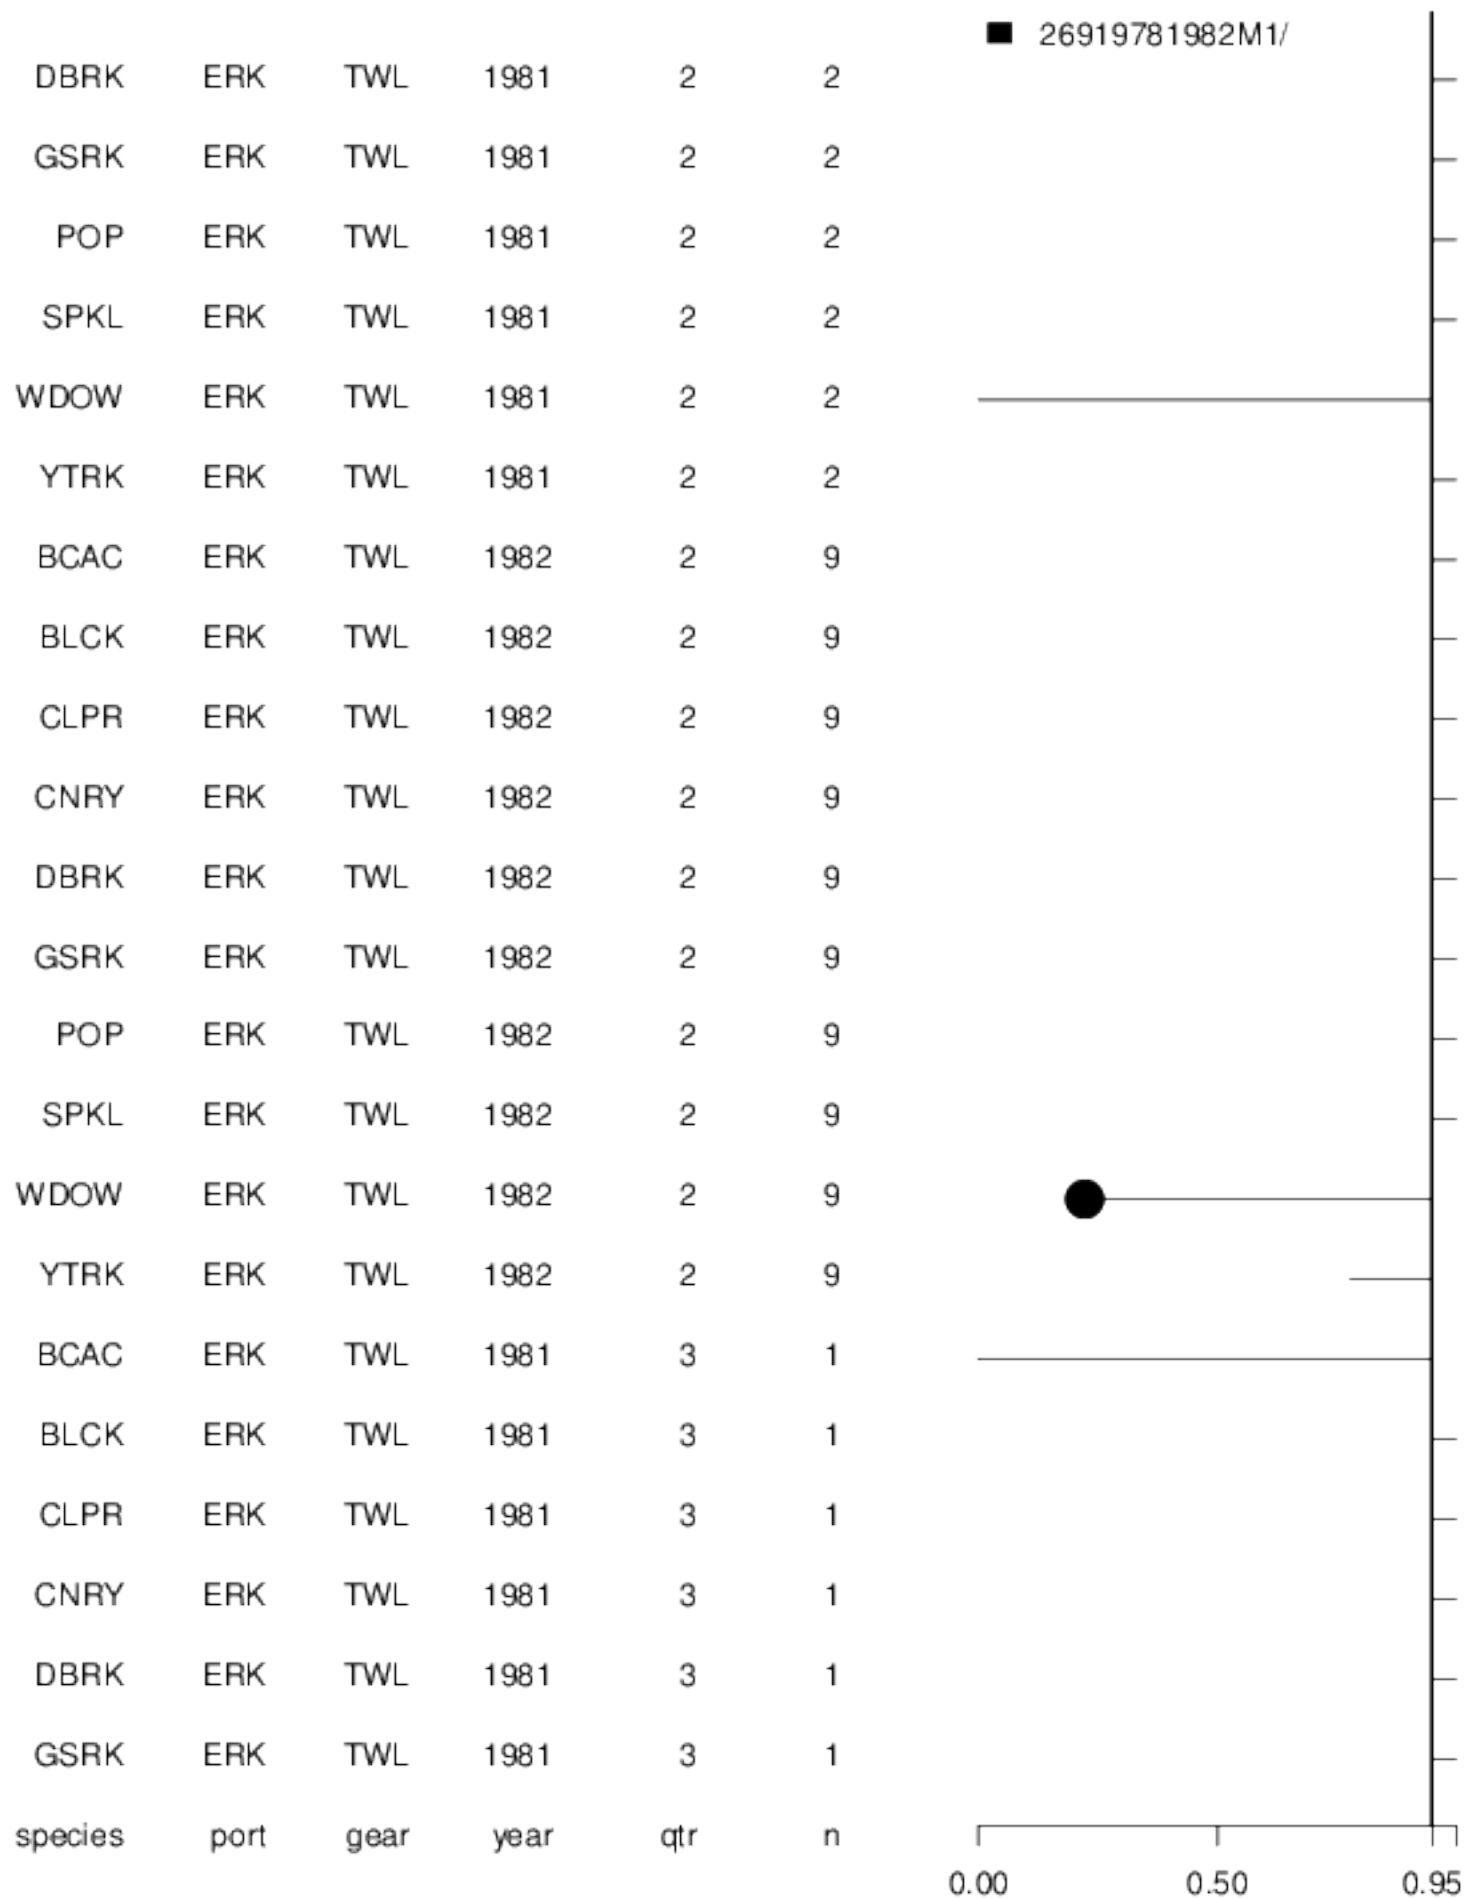 26919781982M1/
DBRK ERK TWL 1981 2 2
GSRK ERK TWL 1981 2 2
POP ERK TWL 1981 2 2
SPKL ERK TWL 1981 2 2
WDOW ERK TWL 1981 2 2
YTRK ERK TWL 1981 2 2
BCAC ERK TWL 1982 2 9
BLCK ERK TWL 1982 2 9
CLPR ERK TWL 1982 2 9
CNRY ERK TWL 1982 2 9
DBRK ERK TWL 1982 2 9
GSRK ERK TWL 1982 2 9
POP ERK TWL 1982 2 9
SPKL ERK TWL 1982 2 9
WDOW ERK TWL 1982 2 9
YTRK ERK TWL 1982 2 9
BCAC ERK TWL 1981 3 1
BLCK ERK TWL 1981 3 1
CLPR ERK TWL 1981 3 1
CNRY ERK TWL 1981 3 1
DBRK ERK TWL 1981 3 1
GSRK ERK TWL 1981 3 1
species port gear year qtr n
0.00 0.50 0.95